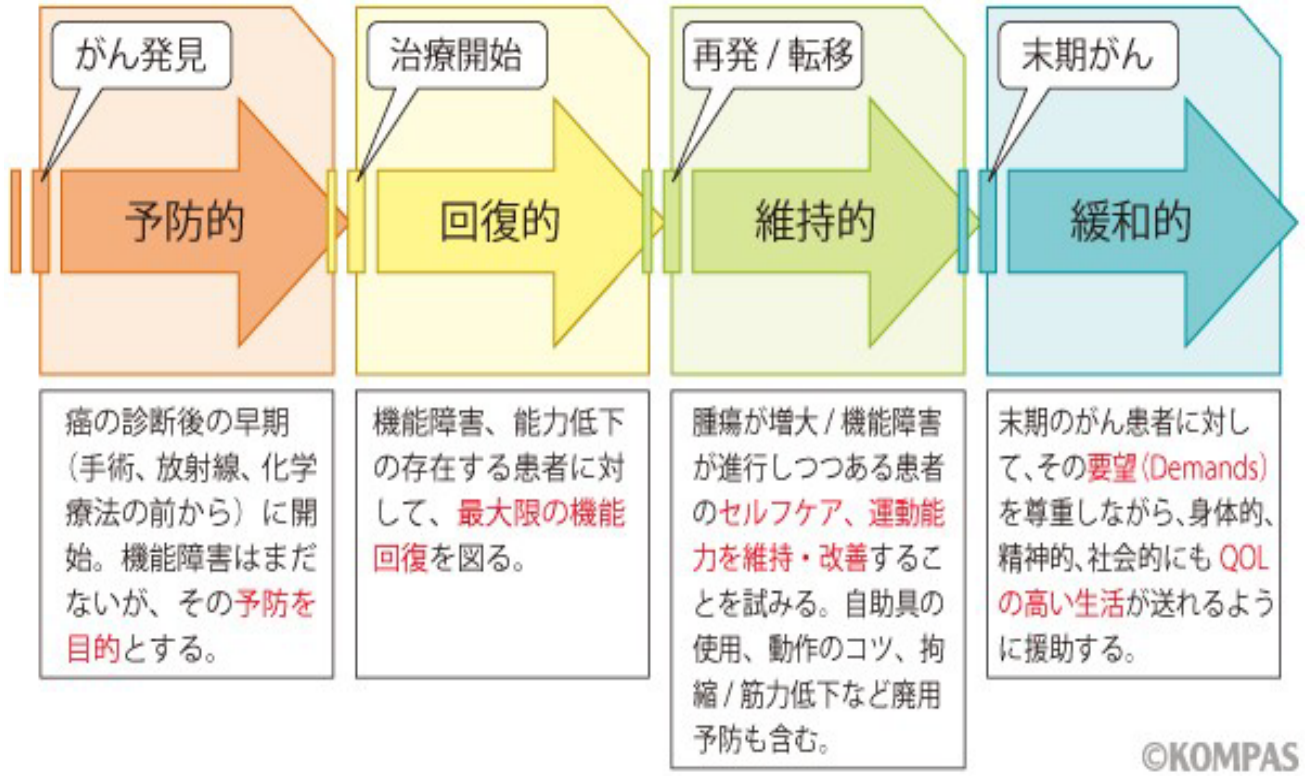 がん発見
治療開始
再発 / 転移
末期がん
予防的
回復的
維持的
緩和的
癌の診断後の早期
（手術、放射線、化学
療法の前から）に開
始。機能障害はまだ
ないが、その予防を
目的とする。
機能障害、能力低下
の存在する患者に対
して、最大限の機能
回復を図る。
腫瘍が増大 / 機能障害
が進行しつつある患者
のセルフケア、運動能
力を維持・改善するこ
とを試みる。自助具の
使用、動作のコツ、拘
縮 / 筋力低下など廃用
予防も含む。
末期のがん患者に対し
て、その要望（Demands）
を尊重しながら、身体的、
精神的、社会的にも QOL
の高い生活が送れるよう
に援助する。
©KOMPAS